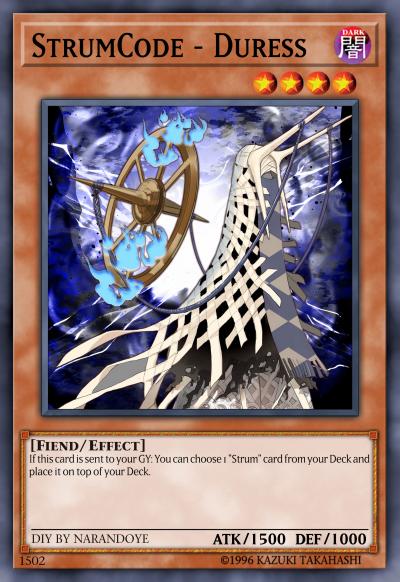 StrumCode - Duress
DARK
闇
[Fiend/Effect]
If this card is sent to your GY: You can choose 1 "Strum" card from your Deck and
place it on top of your Deck.
DIY BY NARANDOYE
ATK/1500 DEF/1000
1502
©1996 KAZUKI TAKAHASHI